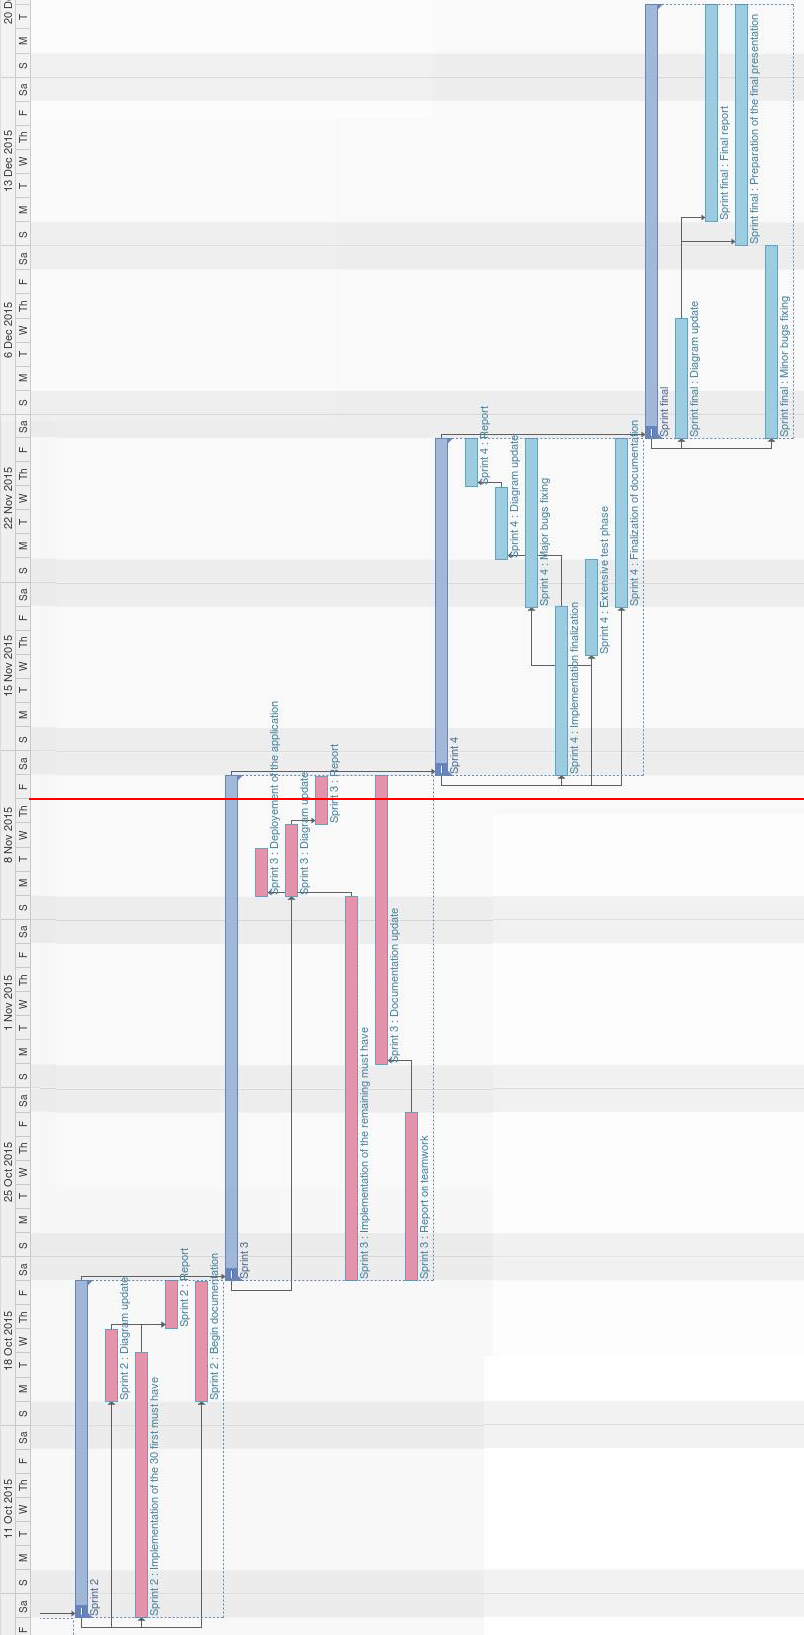 11 Oct 2015 18 Oct 2015 25 Oct 2015 1 Nov 2015 8 Nov 2015 15 Nov 2015 22 Nov 2015 6 Dec 2015 13 Dec 2015 20 D
F Sa S M T W Th F Sa S M T W Th F Sa S M T W Th F Sa S M T W Th F Sa S M T W Th F Sa S M T W Th F Sa S M T W Th F Sa S M T W Th F Sa S M T W Th F Sa S M T
Sprint 2
Sprint 2 : Diagram update
Sprint 2 : Implementation of the 30 first must have
Sprint 2 : Report
Sprint 2 : Begin documentation
Sprint 3
Sprint 3 : Deployement of the application
Sprint 3 : Diagram update
Sprint 3 : Report
Sprint 3 : Implementation of the remaining must have
Sprint 3 : Documentation update
Sprint 3 : Report on teamwork
Sprint 4
Sprint 4 : Report
Sprint 4 : Diagram update
Sprint 4 : Major bugs fixing
Sprint 4 : Implementation finalization
Sprint 4 : Extensive test phase
Sprint 4 : Finalization of documentation
Sprint final
Sprint final : Diagram update
Sprint final : Final report
Sprint final : Preparation of the final presentation
Sprint final : Minor bugs fixing